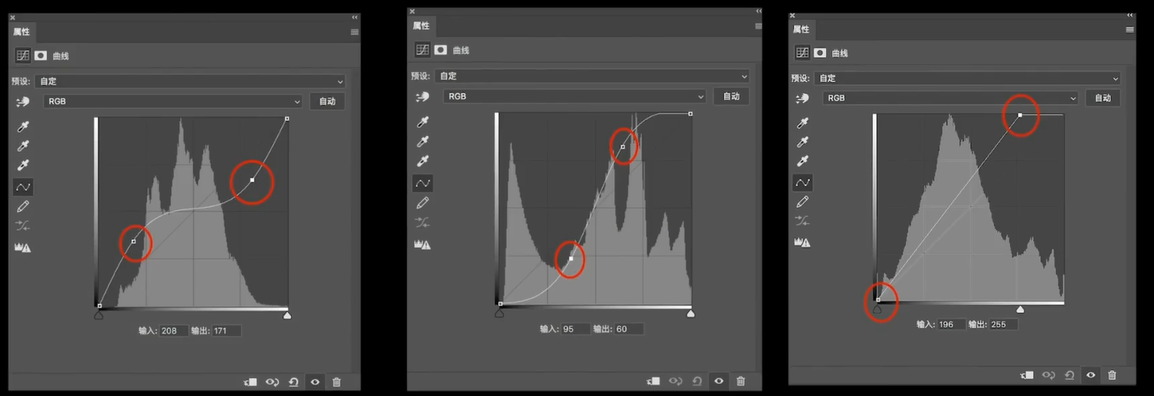 属性
曲线
预设: 自定
RGB
自动
输入: 208 输出: 171
属性
曲线
预设: 自定
RGB
自动
输入: 95 输出: 60
属性
曲线
预设: 自定
RGB
自动
输入: 196 输出: 255